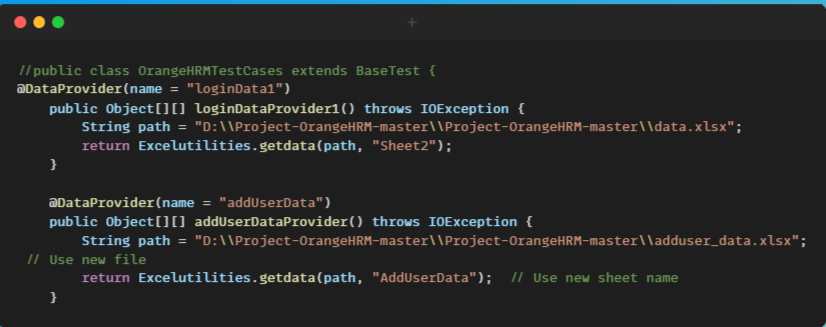 //public class OrangeHRMTestCases extends BaseTest {
@DataProvider(name = "loginData1")
    public Object[][] loginDataProvider1() throws IOException {
        String path = "D:\\Project-OrangeHRM-master\\Project-OrangeHRM-master\\data.xlsx";
        return Excelutilities.getdata(path, "Sheet2");
    }

    @DataProvider(name = "addUserData")
    public Object[][] addUserDataProvider() throws IOException {
        String path = "D:\\Project-OrangeHRM-master\\Project-OrangeHRM-master\\adduser_data.xlsx";
 // Use new file
        return Excelutilities.getdata(path, "AddUserData");  // Use new sheet name
    }